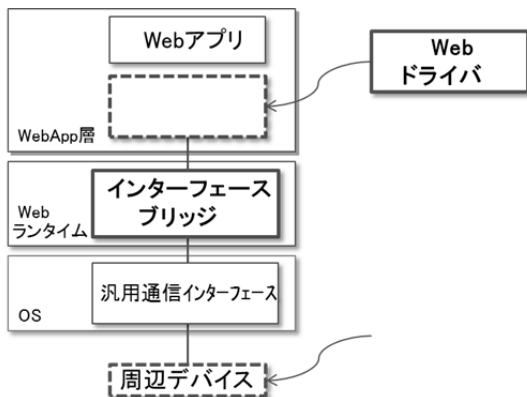 Webアプリ
Web
ドライバ
WebApp層
インターフェース
ブリッジ
Web
ランタイム
汎用通信インターフェース
OS
周辺デバイス